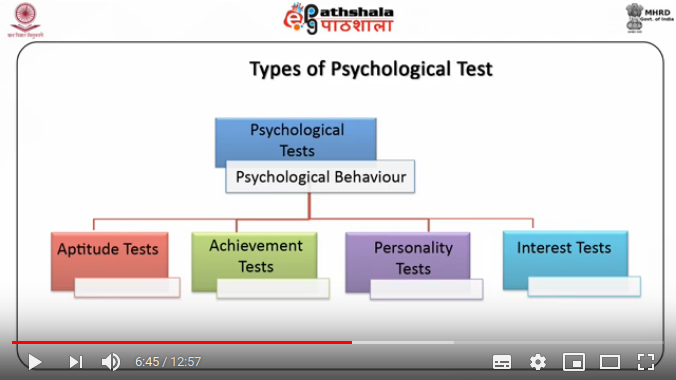 Pathshala
पाठशाला
MHRD
Govt. of India
Types of Psychological Test
Psychological
Tests
Psychological Behaviour
Aptitude Tests
Achievement
Tests
Personality
Tests
Interest Tests
6:45 / 12:57